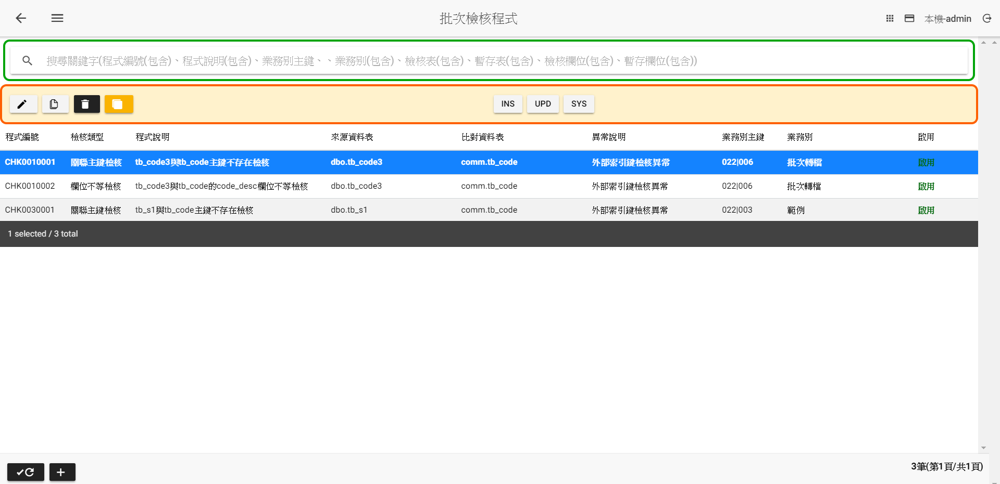 批次檢核程式
本機-admin
搜尋關鍵字(程式編號(包含)、程式說明(包含)、業務別主鍵、、業務別(包含)、檢核表(包含)、暫存表(包含)、檢核欄位(包含)、暫存欄位(包含))
INS UPD SYS
程式編號 檢核類型 程式說明 來源資料表 比對資料表 異常說明 業務別主鍵 業務別 啟用
CHK0010001 關聯主鍵檢核 tb_code3與tb_code主鍵不存在檢核 dbo.tb_code3 comm.tb_code 外部索引鍵檢核異常 022|006 批次轉檔 啟用
CHK0010002 欄位不等檢核 tb_code3與tb_code的code_desc欄位不等檢核 dbo.tb_code3 comm.tb_code 外部索引鍵檢核異常 022|006 批次轉檔 啟用
CHK0030001 關聯主鍵檢核 tb_s1與tb_code主鍵不存在檢核 dbo.tb_s1 comm.tb_code 外部索引鍵檢核異常 022|003 範例 啟用
1 selected / 3 total
3筆(第1頁/共1頁)